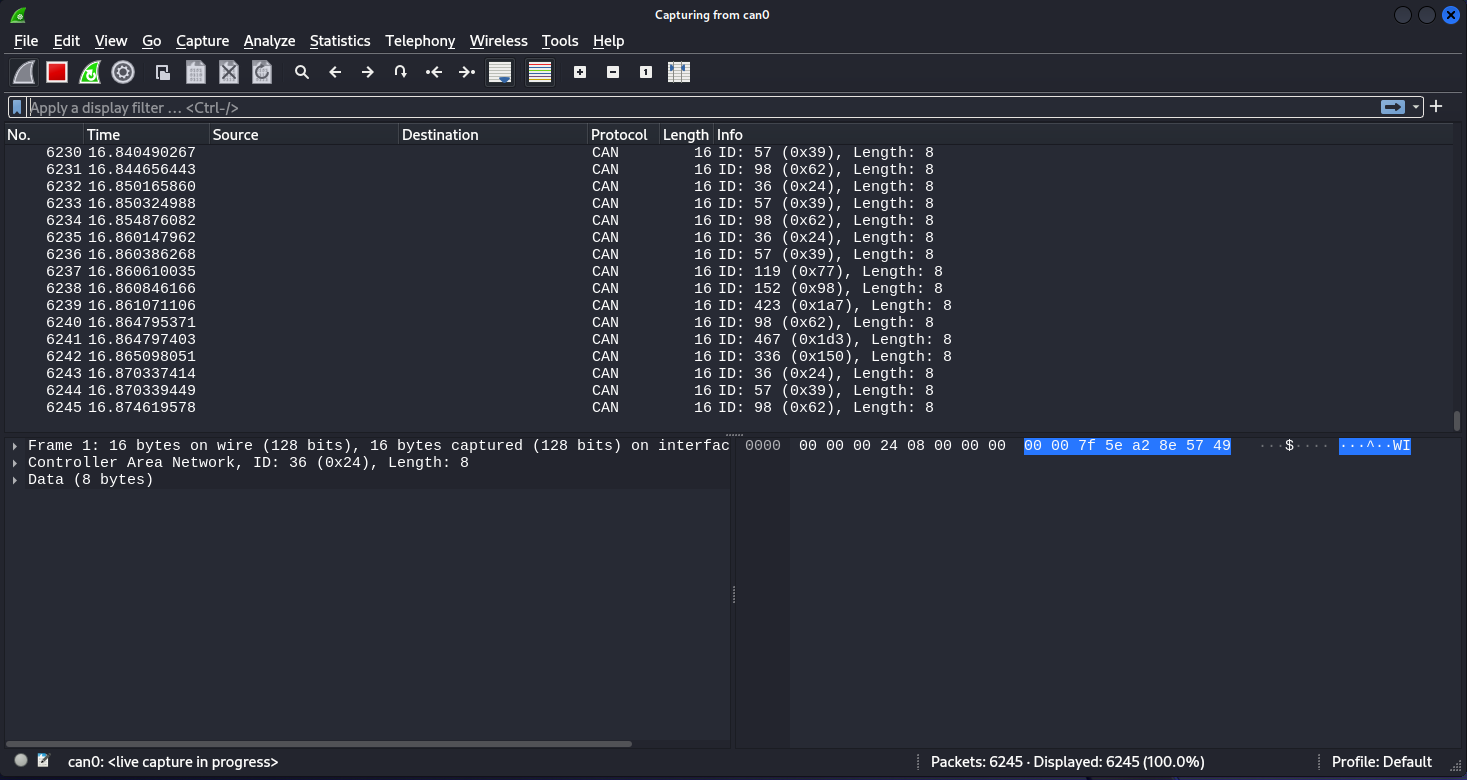 Capturing from can0
File Edit View Go Capture Analyze Statistics Telephony Wireless Tools Help
Apply a display filter … <Ctrl-/>
No. Time Source Destination Protocol Length Info
6230 16.840490267 CAN 16 ID: 57 (0x39), Length: 8
6231 16.844656443 CAN 16 ID: 98 (0x62), Length: 8
6232 16.850165860 CAN 16 ID: 36 (0x24), Length: 8
6233 16.850324988 CAN 16 ID: 57 (0x39), Length: 8
6234 16.854876082 CAN 16 ID: 98 (0x62), Length: 8
6235 16.860147962 CAN 16 ID: 36 (0x24), Length: 8
6236 16.860386268 CAN 16 ID: 57 (0x39), Length: 8
6237 16.860610035 CAN 16 ID: 119 (0x77), Length: 8
6238 16.860846166 CAN 16 ID: 152 (0x98), Length: 8
6239 16.861071106 CAN 16 ID: 423 (0x1a7), Length: 8
6240 16.864795371 CAN 16 ID: 98 (0x62), Length: 8
6241 16.864797403 CAN 16 ID: 467 (0x1d3), Length: 8
6242 16.865098051 CAN 16 ID: 336 (0x150), Length: 8
6243 16.870337414 CAN 16 ID: 36 (0x24), Length: 8
6244 16.870339449 CAN 16 ID: 57 (0x39), Length: 8
6245 16.874619578 CAN 16 ID: 98 (0x62), Length: 8
Frame 1: 16 bytes on wire (128 bits), 16 bytes captured (128 bits) on interfac
Controller Area Network, ID: 36 (0x24), Length: 8
Data (8 bytes)
0000 00 00 00 24 08 00 00 00 00 00 7f 5e a2 8e 57 49 ···$···· ···^··WI
can0: <live capture in progress> Packets: 6245 · Displayed: 6245 (100.0%) Profile: Default